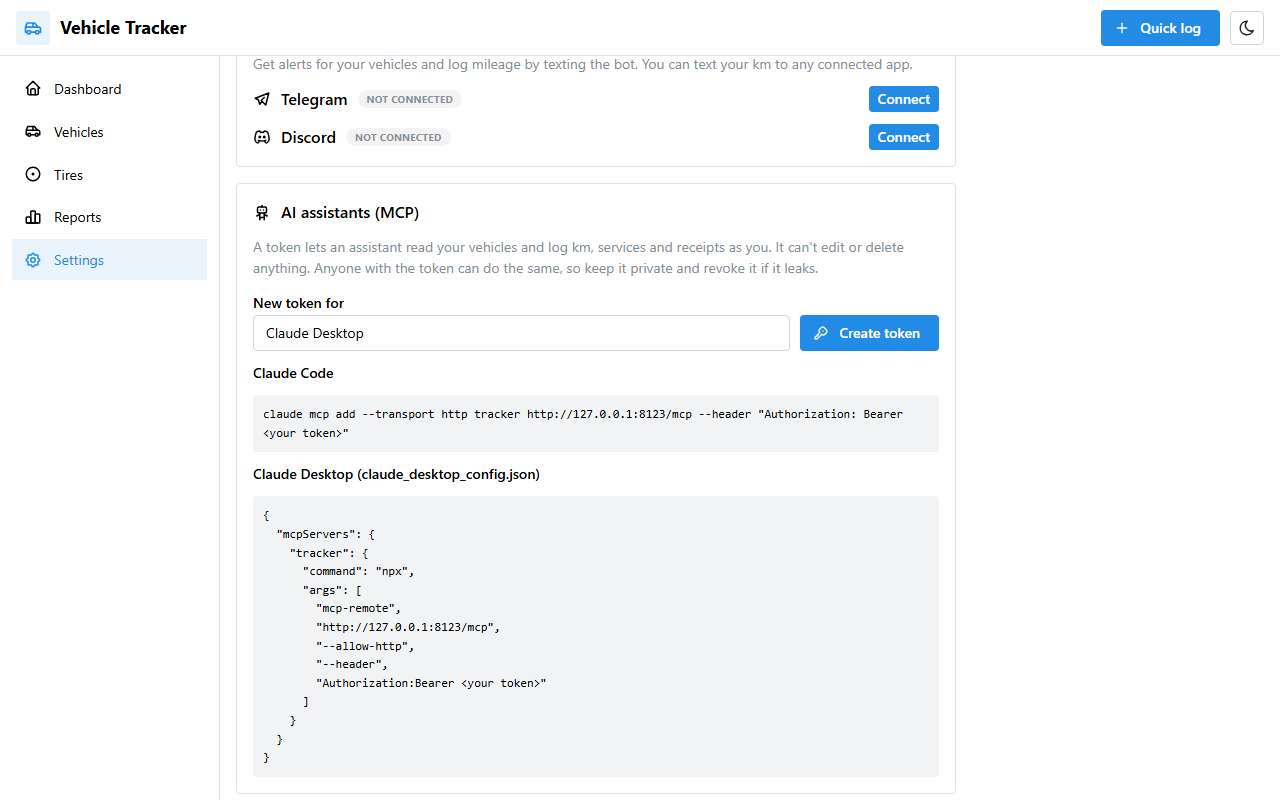 Vehicle Tracker
Quick log
Dashboard
Vehicles
Tires
Reports
Settings
Get alerts for your vehicles and log mileage by texting the bot. You can text your km to any connected app.
Telegram NOT CONNECTED Connect
Discord NOT CONNECTED Connect
AI assistants (MCP)
A token lets an assistant read your vehicles and log km, services and receipts as you. It can't edit or delete
anything. Anyone with the token can do the same, so keep it private and revoke it if it leaks.
New token for
Claude Desktop
Create token
Claude Code
claude mcp add --transport http tracker http://127.0.0.1:8123/mcp --header "Authorization: Bearer
<your token>"
Claude Desktop (claude_desktop_config.json)
{
  "mcpServers": {
    "tracker": {
      "command": "npx",
      "args": [
        "mcp-remote",
        "http://127.0.0.1:8123/mcp",
        "--allow-http",
        "--header",
        "Authorization:Bearer <your token>"
      ]
    }
  }
}